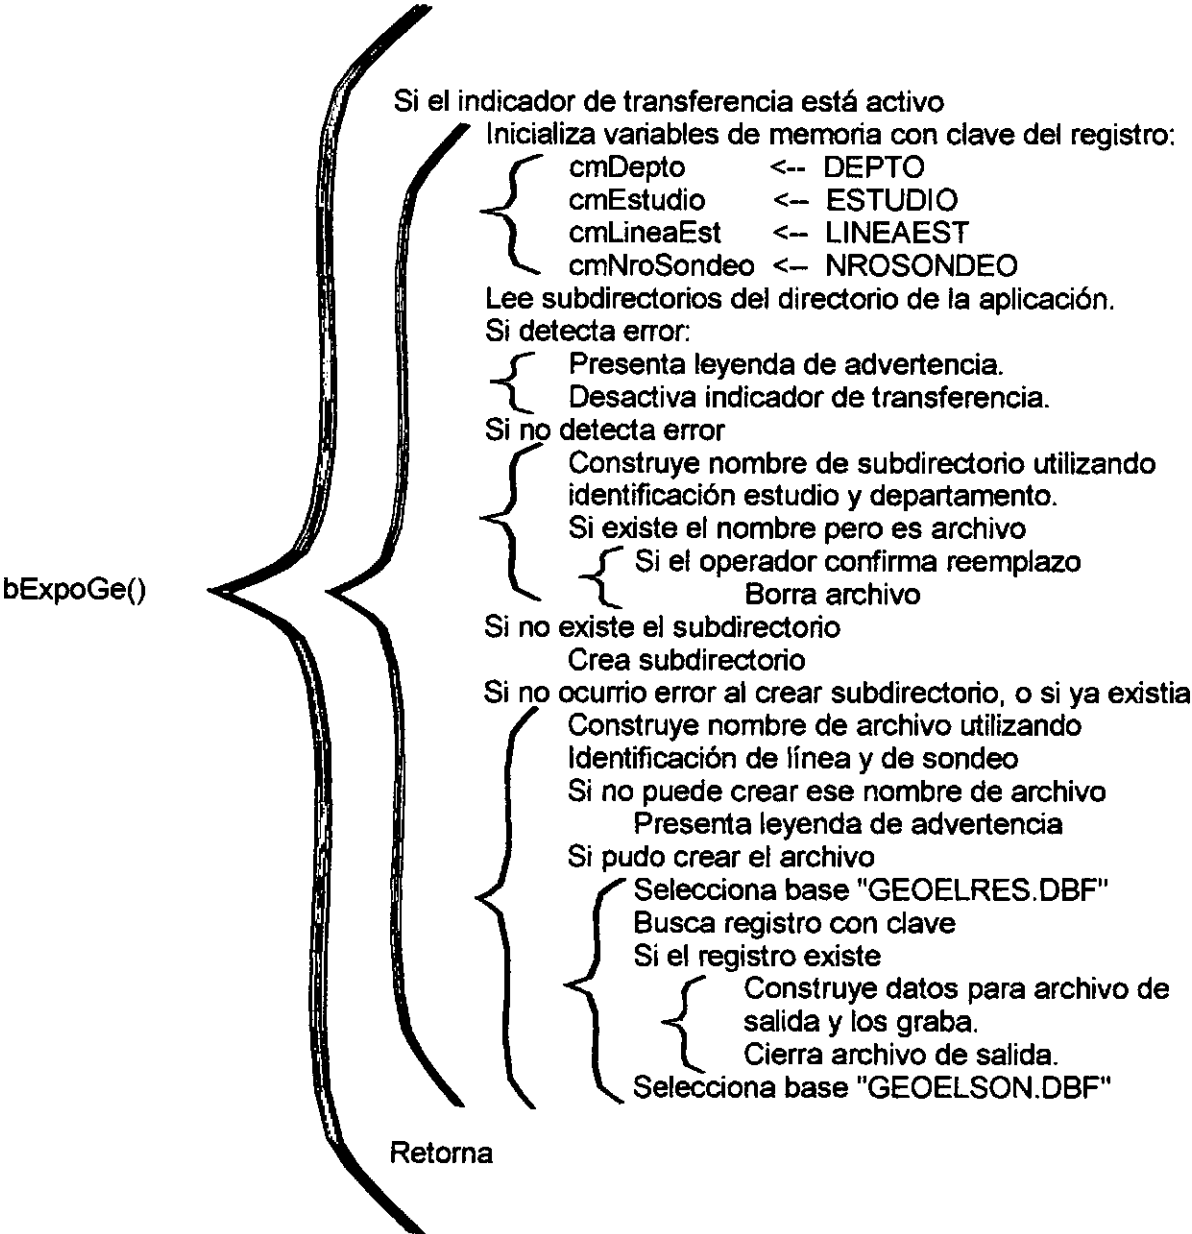 Si el indicador de transferencia está activo
Inicializa variables de memoria con clave del registro:
cmDepto <-- DEPTO
cmEstudio <-- ESTUDIO
cmLineaEst <-- LINEAEST
cmNroSondeo <-- NROSONDEO
Lee subdirectorios del directorio de la aplicación.
Si detecta error:
Presenta leyenda de advertencia.
Desactiva indicador de transferencia.
Si no detecta error
Construye nombre de subdirectorio utilizando
identificación estudio y departamento.
Si existe el nombre pero es archivo
Si el operador confirma reemplazo
bExpoGe()
Borra archivo
Si no existe el subdirectorio
Crea subdirectorio
Si no ocurrio error al crear subdirectorio, o si ya existia
Construye nombre de archivo utilizando
Identificación de línea y de sondeo
Si no puede crear ese nombre de archivo
Presenta leyenda de advertencia
Si pudo crear el archivo
Selecciona base "GEOELRES.DBF"
Busca registro con clave
Si el registro existe
Construye datos para archivo de
salida y los graba.
Cierra archivo de salida.
Selecciona base "GEOELSON.DBF"
Retorna